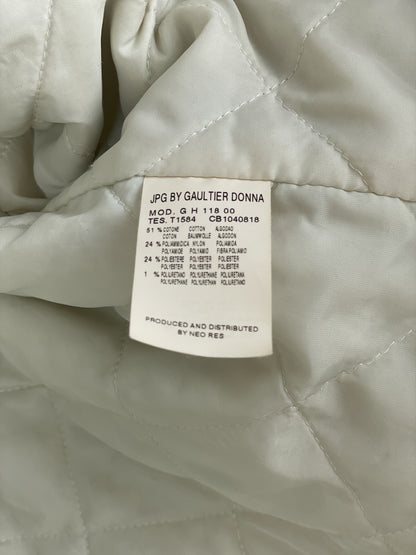 JPG BY GAULTIER DONNA
MOD. G H 118 00
TES. T1584 CB1040818
51 % COTONE COTTON ALGODAO
COTON BAUMWOLLE ALGODON
24 % POLIAMMIDICA NYLON POLIAMIDA
POLYAMIDE POLYAMID FIBRA POLIAMID
24 % POLIESTERE POLYESTER POLIESTER
POLYESTER POLYESTER POLIESTER
1 % POLIURETANO POLYURETHANE POLIURETANA
POLYURETHANE POLYURETHAN POLIURETANO
PRODUCED AND DISTRIBUTED
BY NEO RES